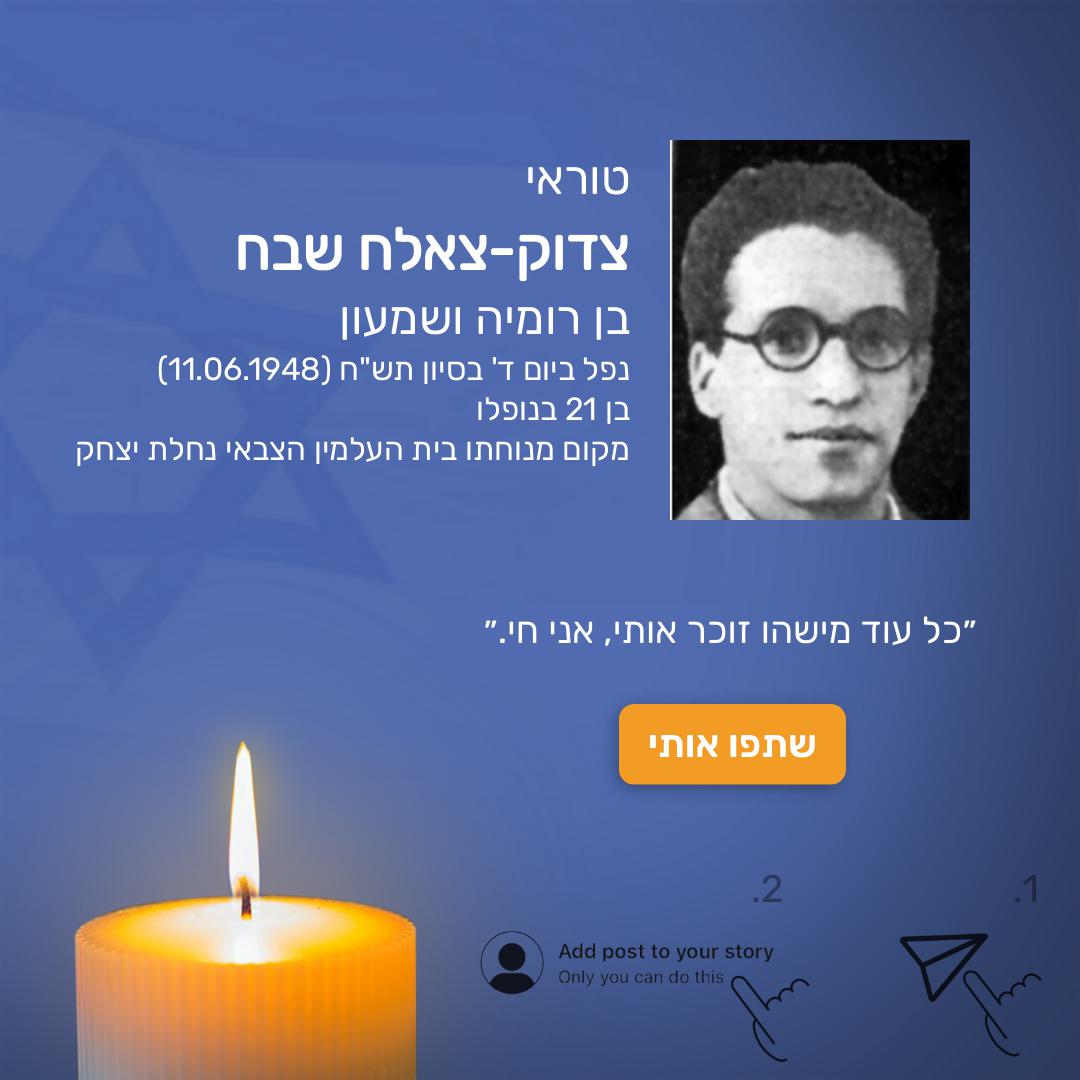 טוראי
צדוק-צאלח שבח
בן רומיה ושמעון
נפל ביום ד' בסיון תש"ח (11.06.1948)
בן 21 בנופלו
מקום מנוחתו בית העלמין הצבאי נחלת יצחק
״כל עוד מישהו זוכר אותי, אני חי.״
שתפו אותי
.1
.2
Add post to your story
Only you can do this